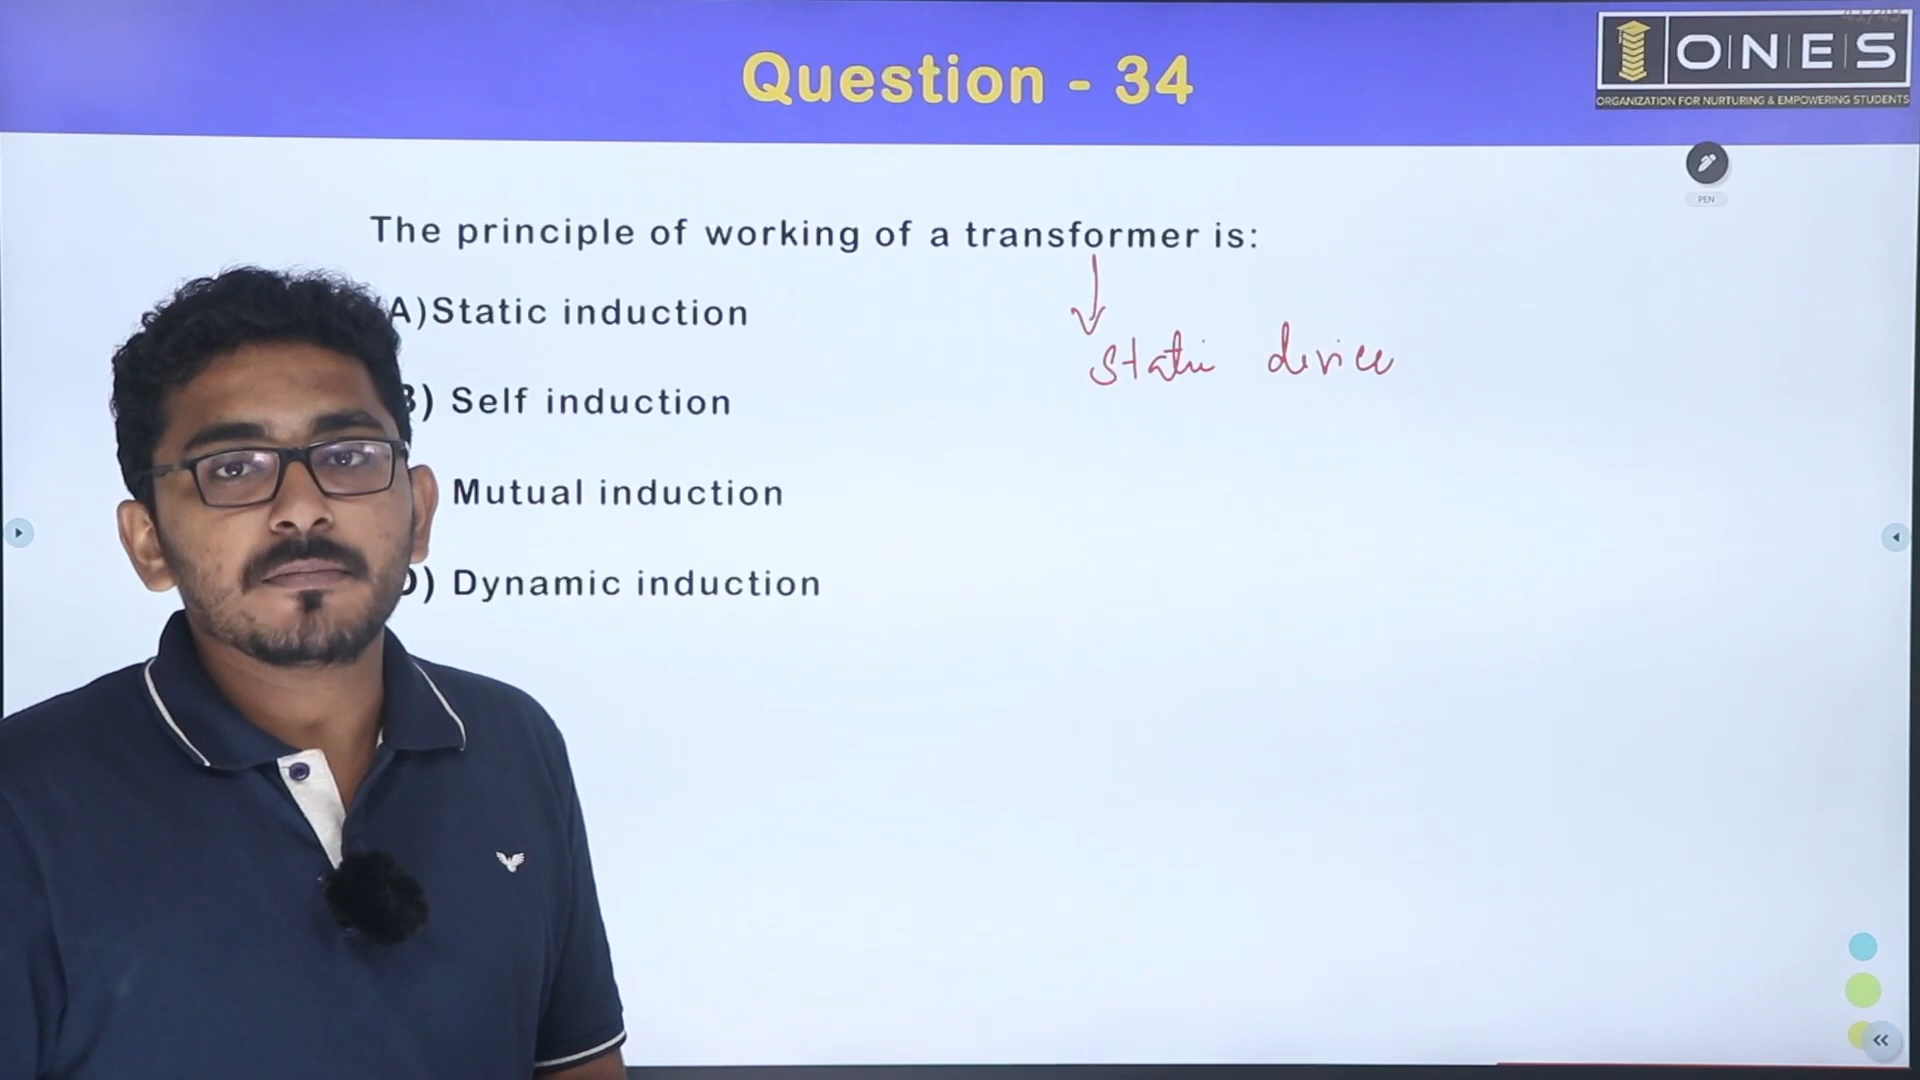 Question - 34
ONES
ORGANIZATION FOR NURTURING & EMPOWERING STUDENTS
PEN
The principle of working of a transformer is:
A)Static induction
Static device
B) Self induction
Mutual induction
D) Dynamic induction